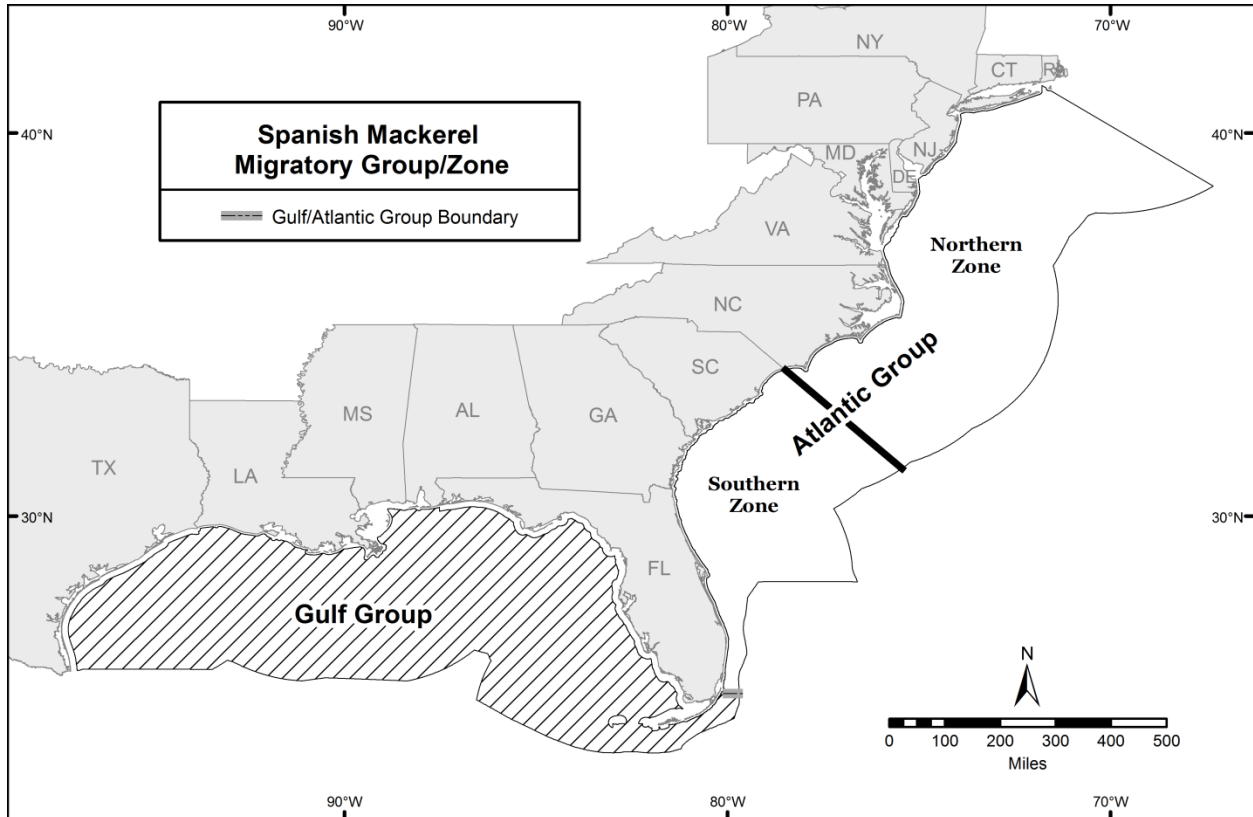 90°W
80°W
70°W
NY
CT
RI
PA
40°N
40°N
Spanish Mackerel
Migratory Group/Zone
Gulf/Atlantic Group Boundary
MD
NJ
DE
VA
Northern
Zone
NC
SC
Atlantic Group
MS
AL
GA
TX
LA
Southern
Zone
30°N
30°N
FL
Gulf Group
N
0 100 200 300 400 500
Miles
90°W
80°W
70°W